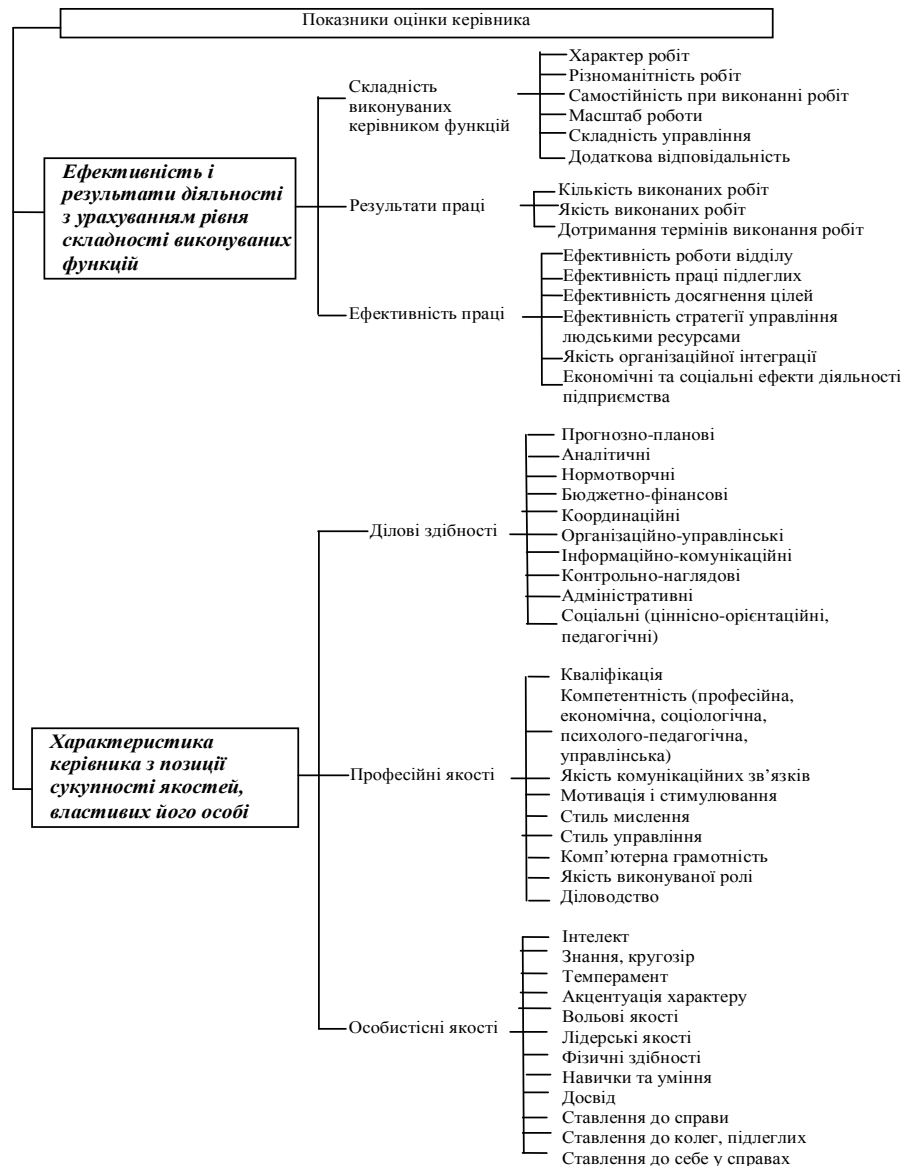 Показники оцінки керівника
Ефективність і
результати діяльності
з урахуванням рівня
складності виконуваних
функцій
Складність
виконуваних
керівником функцій
Характер робіт
Різноманітність робіт
Самостійність при виконанні робіт
Масштаб роботи
Складність управління
Додаткова відповідальність
Результати праці
Кількість виконаних робіт
Якість виконаних робіт
Дотримання термінів виконання робіт
Ефективність праці
Ефективність роботи відділу
Ефективність праці підлеглих
Ефективність досягнення цілей
Ефективність стратегії управління
людськими ресурсами
Якість організаційної інтеграції
Економічні та соціальні ефекти діяльності
підприємства
Характеристика
керівника з позиції
сукупності якостей,
властивих його особі
Ділові здібності
Прогнозно-планові
Аналітичні
Нормотворчні
Бюджетно-фінансові
Координаційні
Організаційно-управлінські
Інформаційно-комунікаційні
Контрольно-наглядові
Адміністративні
Соціальні (ціннісно-орієнтаційні,
педагогічні)
Професійні якості
Кваліфікація
Компетентність (професійна,
економічна, соціологічна,
психолого-педагогічна,
управлінська)
Якість комунікаційних зв’язків
Мотивація і стимулювання
Стиль мислення
Стиль управління
Комп’ютерна грамотність
Якість виконуваної ролі
Діловодство
Особистісні якості
Інтелект
Знання, кругозір
Темперамент
Акцентуація характеру
Вольові якості
Лідерські якості
Фізичні здібності
Навички та уміння
Досвід
Ставлення до справи
Ставлення до колег, підлеглих
Ставлення до себе у справах